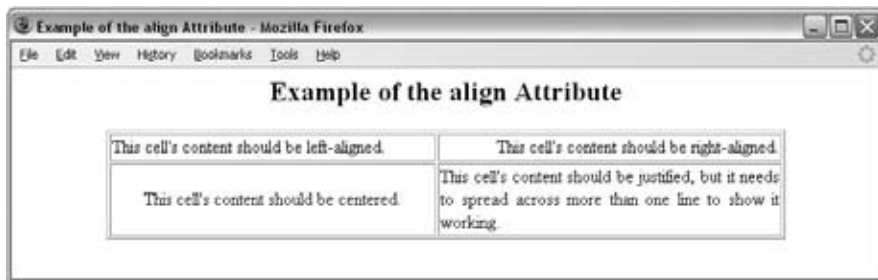 Example of the align Attribute - Mozilla Firefox
File Edit View History Bookmarks Tools Help
Example of the align Attribute
This cell's content should be left-aligned.
This cell's content should be right-aligned.
This cell's content should be centered.
This cell's content should be justified, but it needs
to spread across more than one line to show it
working.